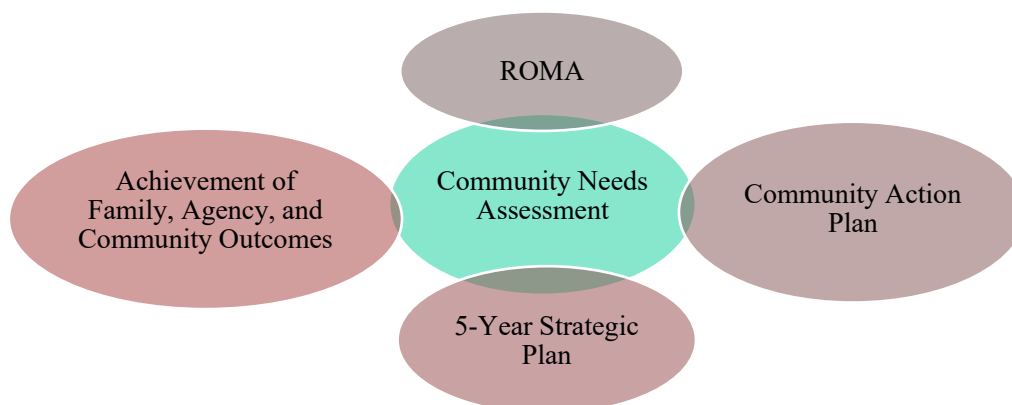 ROMA
Achievement of
Family, Agency, and
Community Outcomes
Community Needs
Assessment
Community Action
Plan
5-Year Strategic
Plan